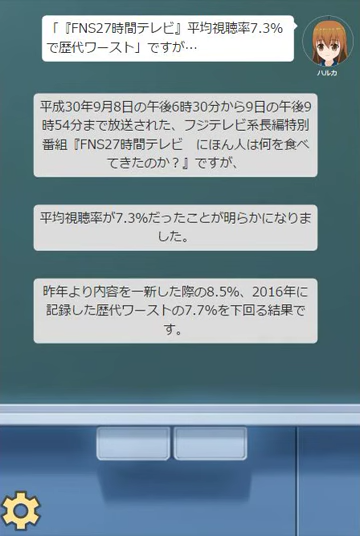 「『FNS27時間テレビ』平均視聴率7.3%
で歴代ワースト」ですが…
ハルカ
平成30年9月8日の午後6時30分から9日の午後9
時54分まで放送された、フジテレビ系長編特別
番組『FNS27時間テレビ　にほん人は何を食べ
てきたのか？』ですが、
平均視聴率が7.3%だったことが明らかになりま
した。
昨年より内容を一新した際の8.5%、2016年に
記録した歴代ワーストの7.7%を下回る結果で
す。